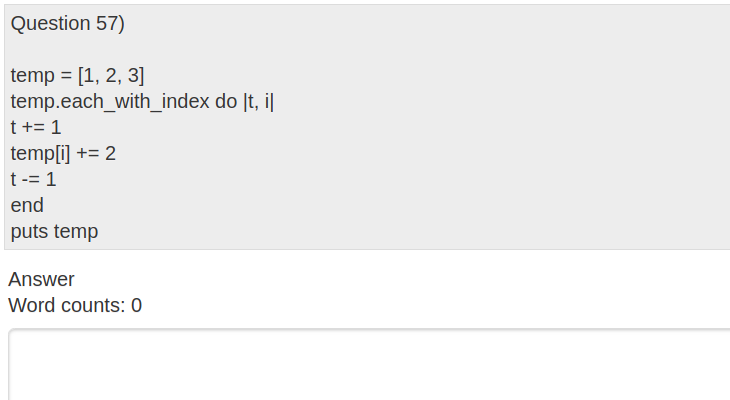 Question 57)
temp = [1, 2, 3]
temp.each_with_index do |t, i|
t += 1
temp[i] += 2
t -= 1
end
puts temp
Answer
Word counts: 0